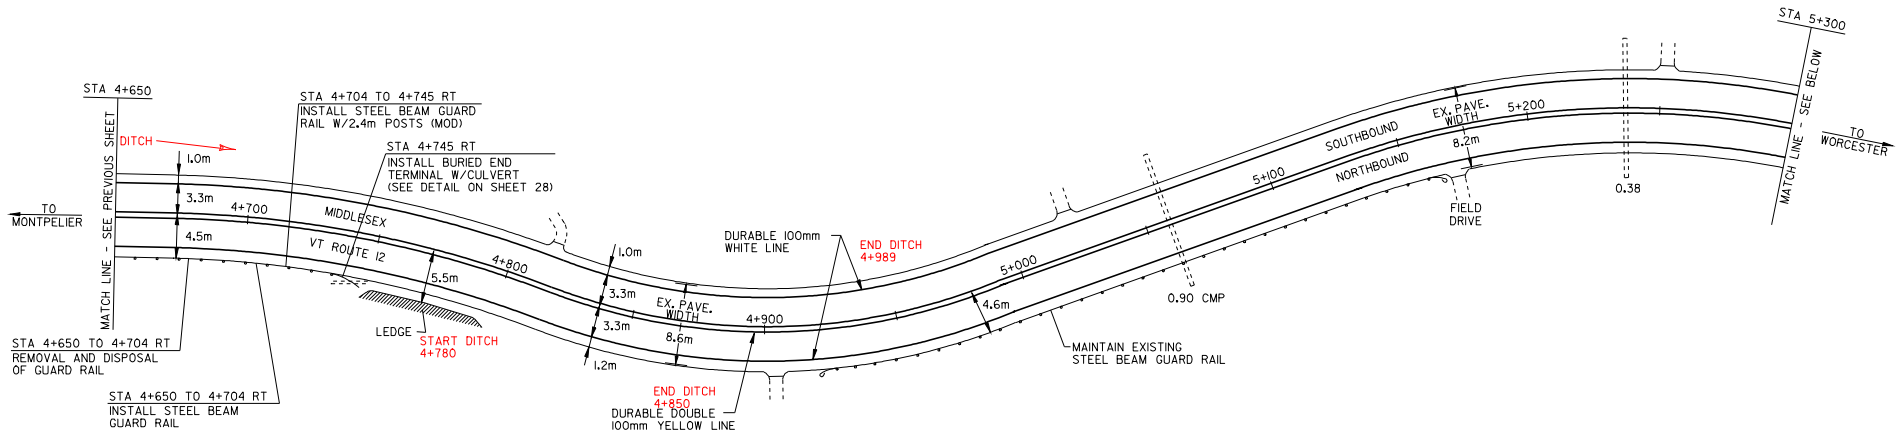 STA 4+650
MATCH LINE - SEE PREVIOUS SHEET
DITCH
TO
MONTPELIER
1.0m
3.3m
4.5m
4+700
STA 4+704 TO 4+745 RT
INSTALL STEEL BEAM GUARD
RAIL W/2.4m POSTS (MOD)
STA 4+745 RT
INSTALL BURIED END
TERMINAL W/CULVERT
(SEE DETAIL ON SHEET 28)
MIDDLESEX
VT ROUTE 12
5.5m
4+800
LEDGE
START DITCH
4+780
STA 4+650 TO 4+704 RT
REMOVAL AND DISPOSAL
OF GUARD RAIL
STA 4+650 TO 4+704 RT
INSTALL STEEL BEAM
GUARD RAIL
1.0m
3.3m
3.3m
1.2m
EX. PAVE.
WIDTH
8.6m
4+900
DURABLE 100mm
WHITE LINE
END DITCH
4+989
END DITCH
4+850
DURABLE DOUBLE
100mm YELLOW LINE
4.6m
5+000
MAINTAIN EXISTING
STEEL BEAM GUARD RAIL
0.90 CMP
5+100
SOUTHBOUND
NORTHBOUND
EX. PAVE.
WIDTH
8.2m
5+200
FIELD
DRIVE
0.38
STA 5+300
MATCH LINE - SEE BELOW
TO
WORCESTER